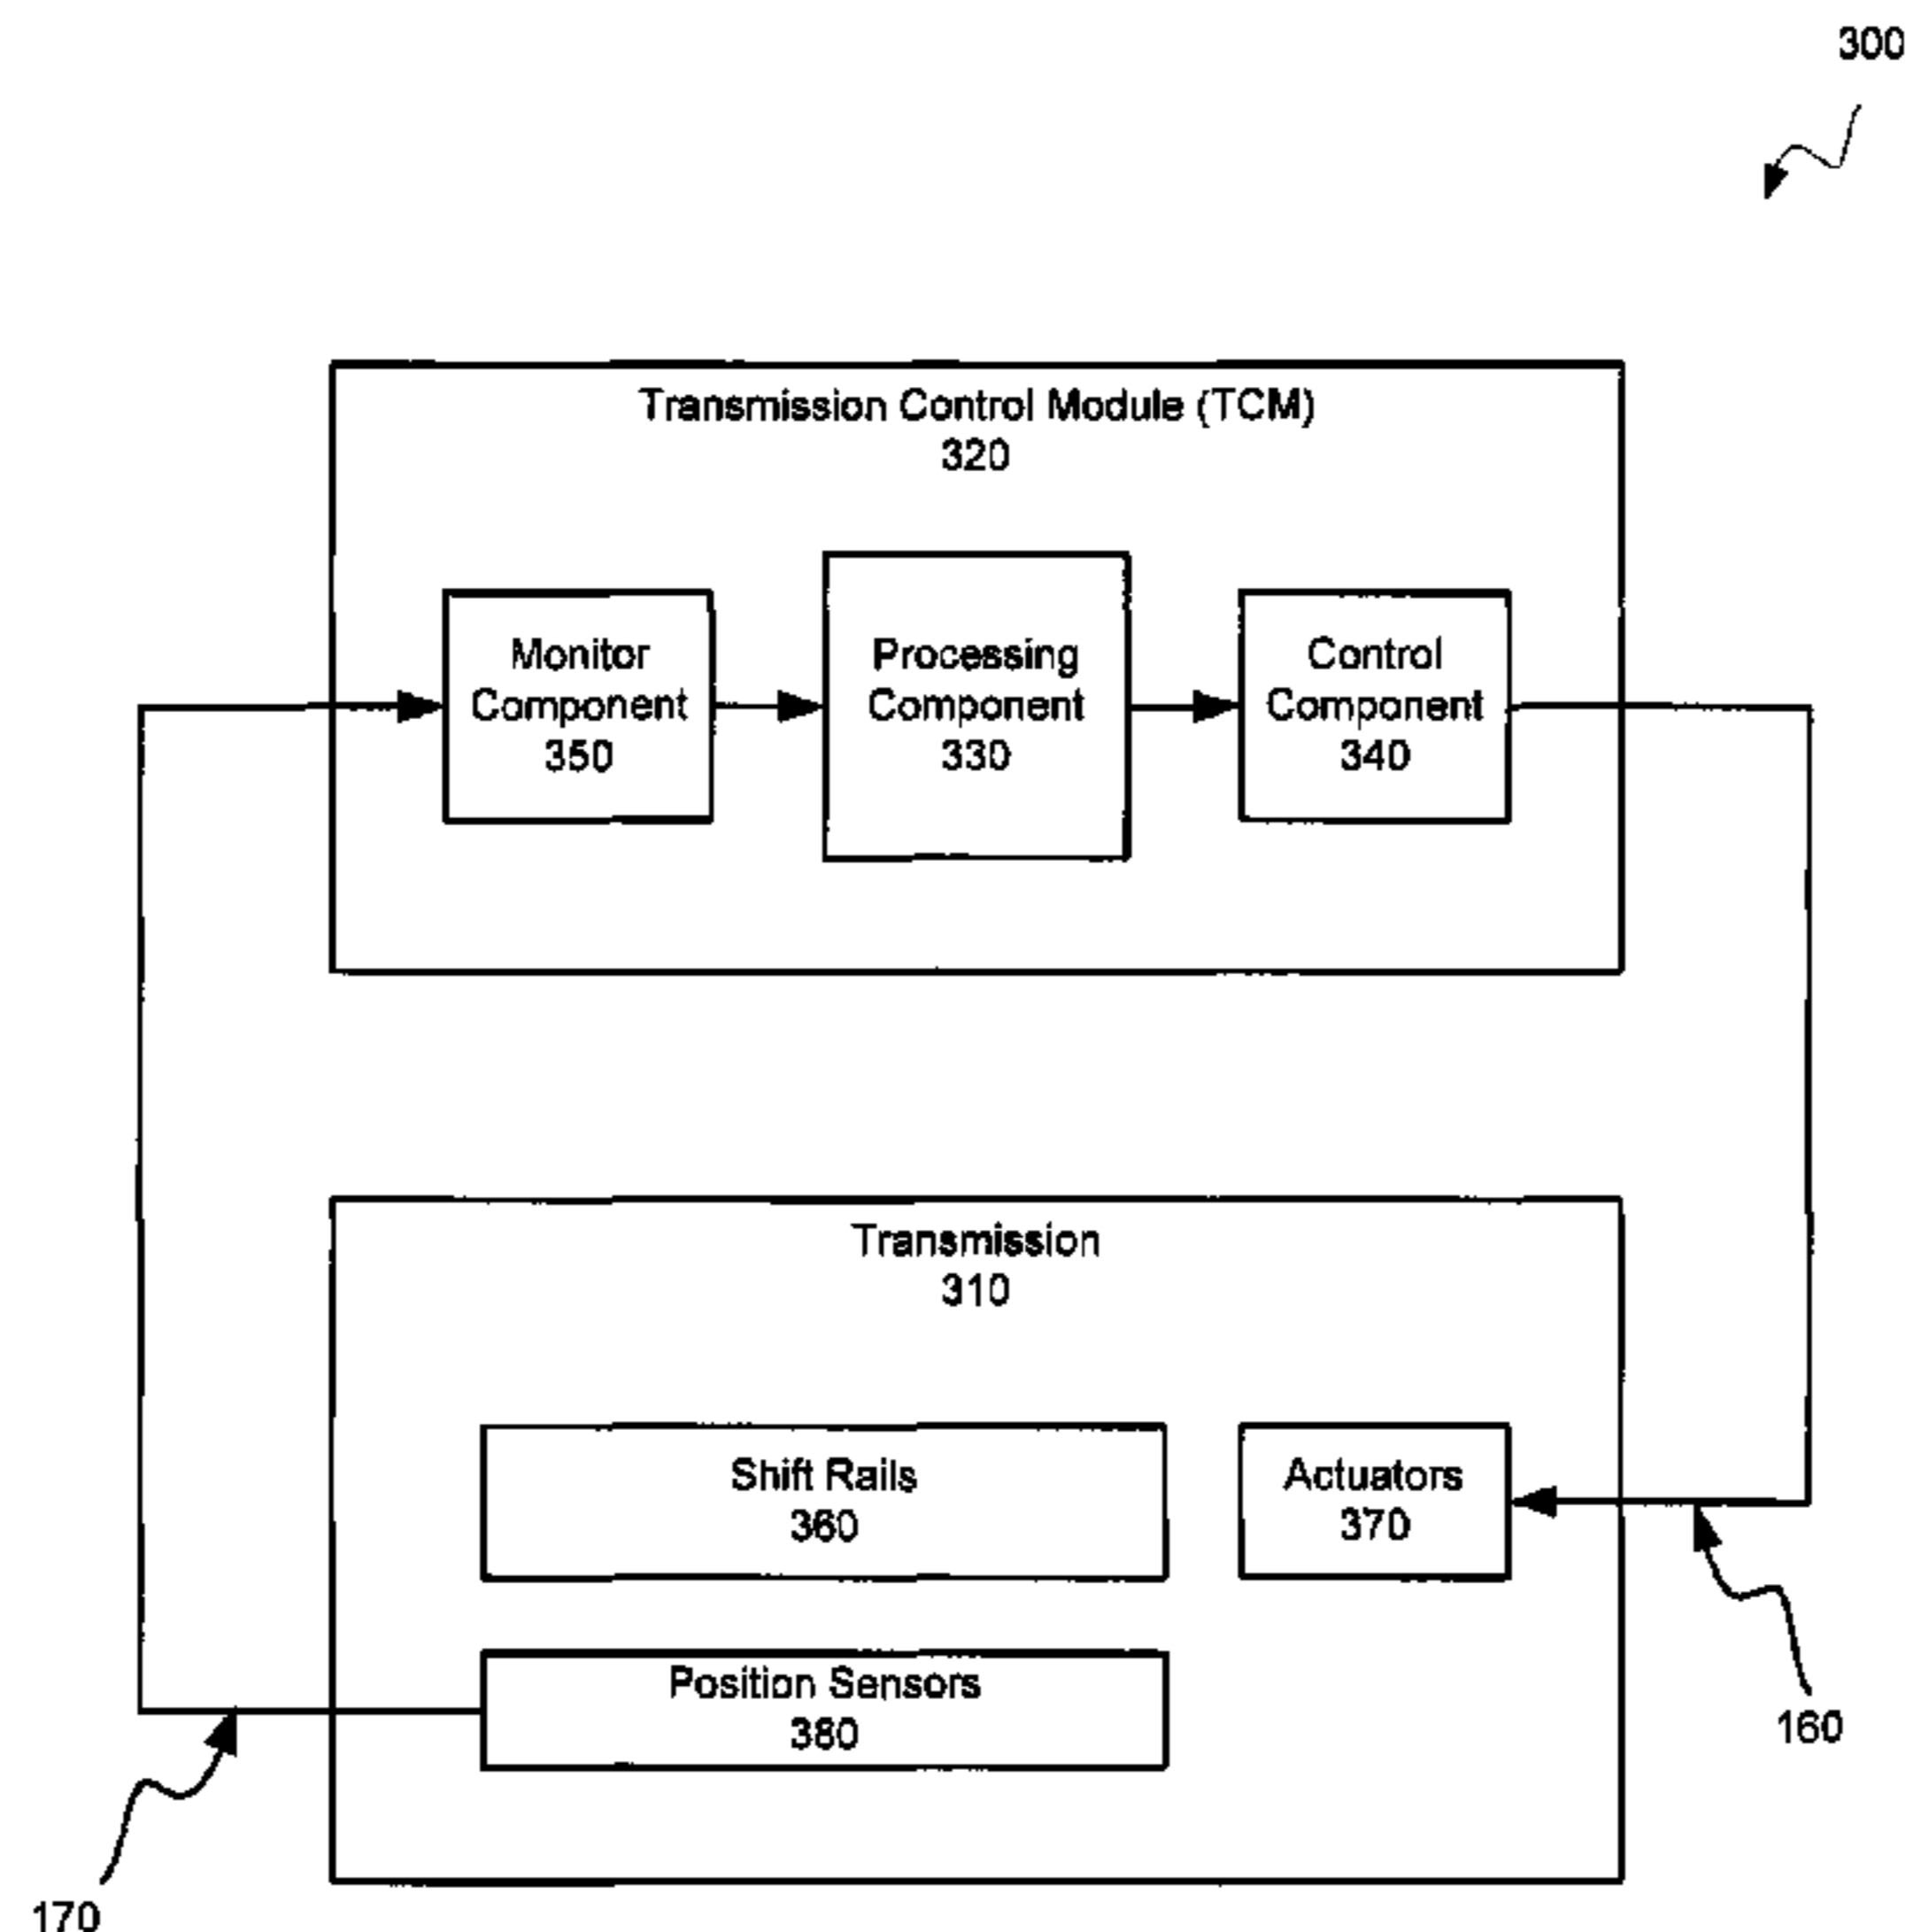 300
Transmission Control Module (TCM)
320
Monitor
Component
350
Processing
Component
330
Control
Component
340
Transmission
310
Shift Rails
360
Actuators
370
Position Sensors
380
160
170